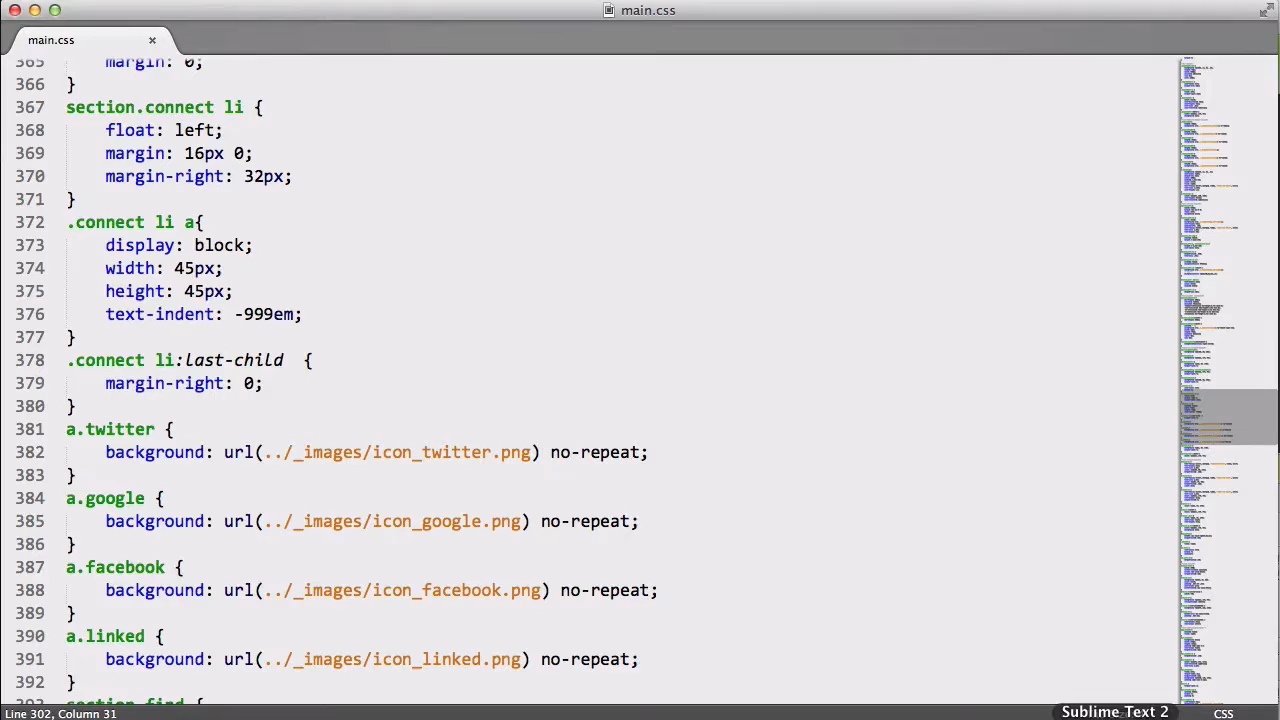 main.css
main.css ×
365 margin: 0;
366 }
367 section.connect li {
368 float: left;
369 margin: 16px 0;
370 margin-right: 32px;
371 }
372 .connect li a{
373 display: block;
374 width: 45px;
375 height: 45px;
376 text-indent: -999em;
377 }
378 .connect li:last-child {
379 margin-right: 0;
380 }
381 a.twitter {
382 background: url(../_images/icon_twitter.png) no-repeat;
383 }
384 a.google {
385 background: url(../_images/icon_google.png) no-repeat;
386 }
387 a.facebook {
388 background: url(../_images/icon_facebook.png) no-repeat;
389 }
390 a.linked {
391 background: url(../_images/icon_linked.png) no-repeat;
392 }
393 section.find {
Line 302, Column 31
Sublime Text 2
CSS